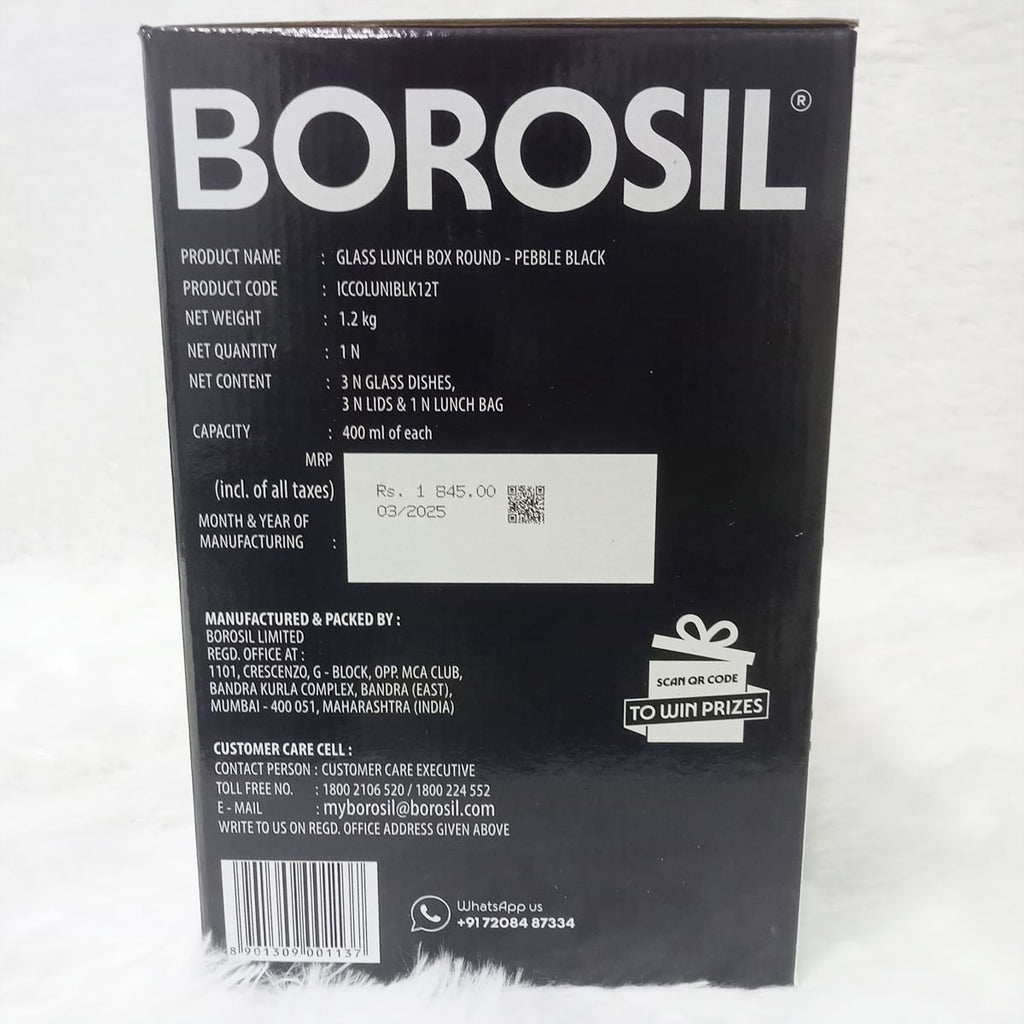 BOROSIL®
PRODUCT NAME : GLASS LUNCH BOX ROUND - PEBBLE BLACK
PRODUCT CODE : ICCOLUNIBLK12T
NET WEIGHT : 1.2 kg
NET QUANTITY : 1 N
NET CONTENT : 3 N GLASS DISHES,
3 N LIDS & 1 N LUNCH BAG
CAPACITY : 400 ml of each
MRP
(incl. of all taxes) Rs. 1 845.00
MONTH & YEAR OF 03/2025
MANUFACTURING :
MANUFACTURED & PACKED BY :
BOROSIL LIMITED
REGD. OFFICE AT :
1101, CRESCENZO, G - BLOCK, OPP. MCA CLUB,
BANDRA KURLA COMPLEX, BANDRA (EAST),
MUMBAI - 400 051, MAHARASHTRA (INDIA)
SCAN QR CODE
TO WIN PRIZES
CUSTOMER CARE CELL :
CONTACT PERSON : CUSTOMER CARE EXECUTIVE
TOLL FREE NO. : 1800 2106 520 / 1800 224 552
E - MAIL : myborosil@borosil.com
WRITE TO US ON REGD. OFFICE ADDRESS GIVEN ABOVE
8 901309 001137
WhatsApp us
+91 72084 87334